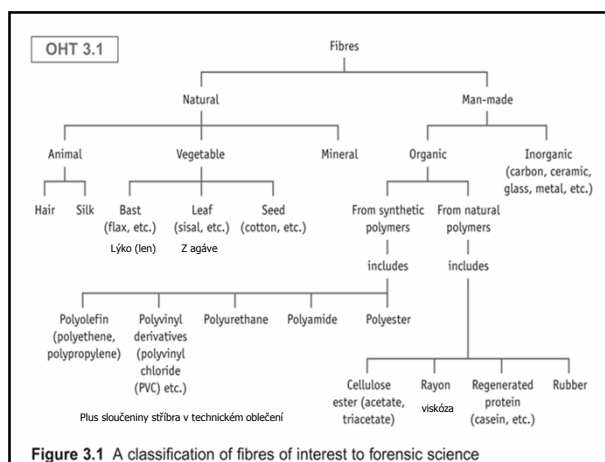 OHT 3.1
Fibres
Natural
Man-made
Animal
Vegetable
Mineral
Organic
Inorganic
(carbon, ceramic,
glass, metal, etc.)
Hair
Silk
Bast
(flax, etc.)
Lýko (len)
Leaf
(sisal, etc.)
Z agáve
Seed
(cotton, etc.)
From synthetic
polymers
From natural
polymers
includes
includes
Polyolefin
(polyethene,
polypropylene)
Polyvinyl
derivatives
(polyvinyl
chloride
(PVC) etc.)
Polyurethane
Polyamide
Polyester
Cellulose
ester (acetate,
triacetate)
Rayon
viskóza
Regenerated
protein
(casein, etc.)
Rubber
Plus sloučeniny stříbra v technickém oblečení
Figure 3.1 A classification of fibres of interest to forensic science